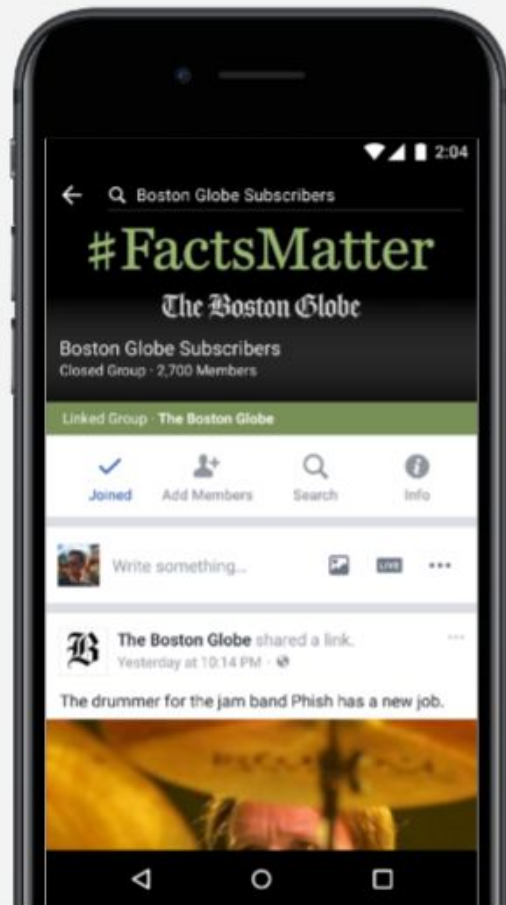 2:04
Boston Globe Subscribers
#FactsMatter
The Boston Globe
Boston Globe Subscribers
Closed Group · 2,700 Members
Linked Group · The Boston Globe
Joined Add Members Search Info
Write something... LIVE
B The Boston Globe shared a link.
Yesterday at 10:14 PM ·
The drummer for the jam band Phish has a new job.